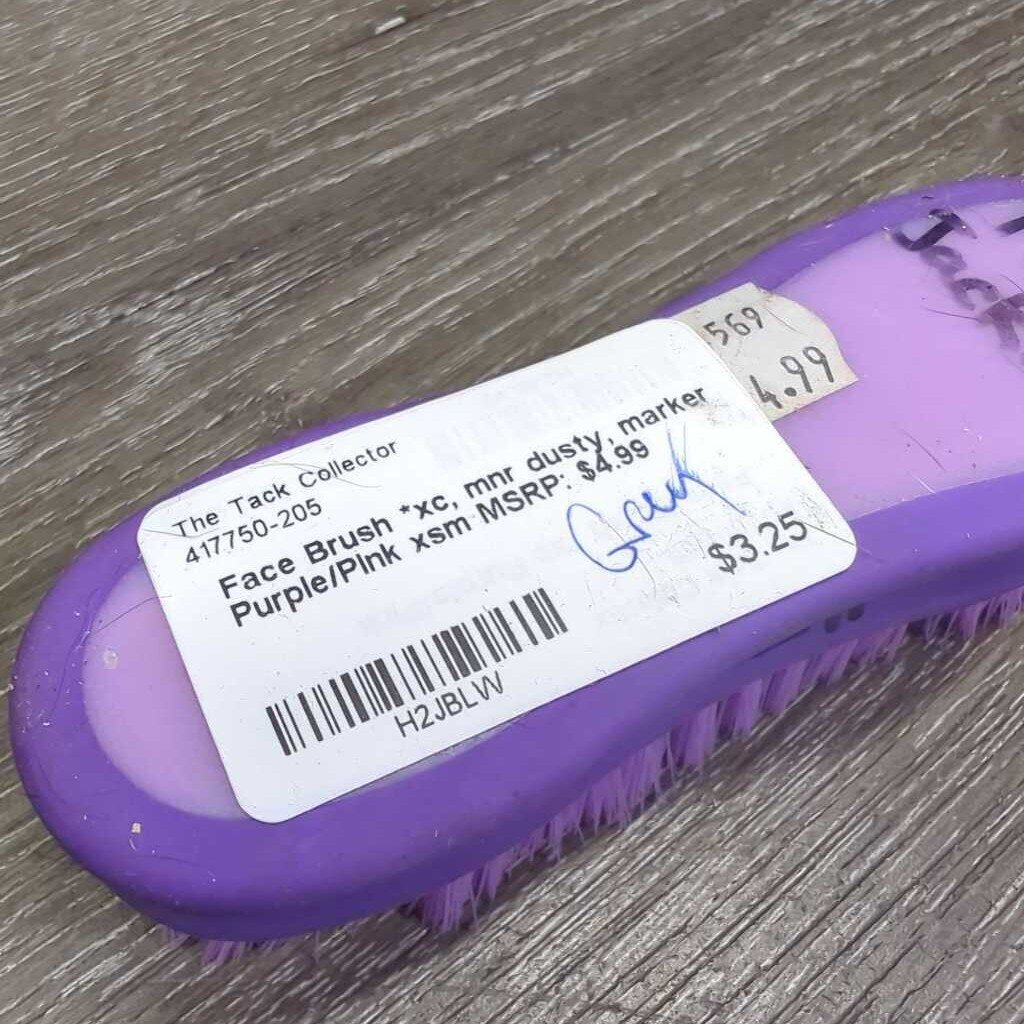 The Tack Collector
417750-205
Face Brush *xc, mnr dusty, marker
Purple/PInk xsm MSRP: $4.99
$3.25
H2JBLW
569
4.99